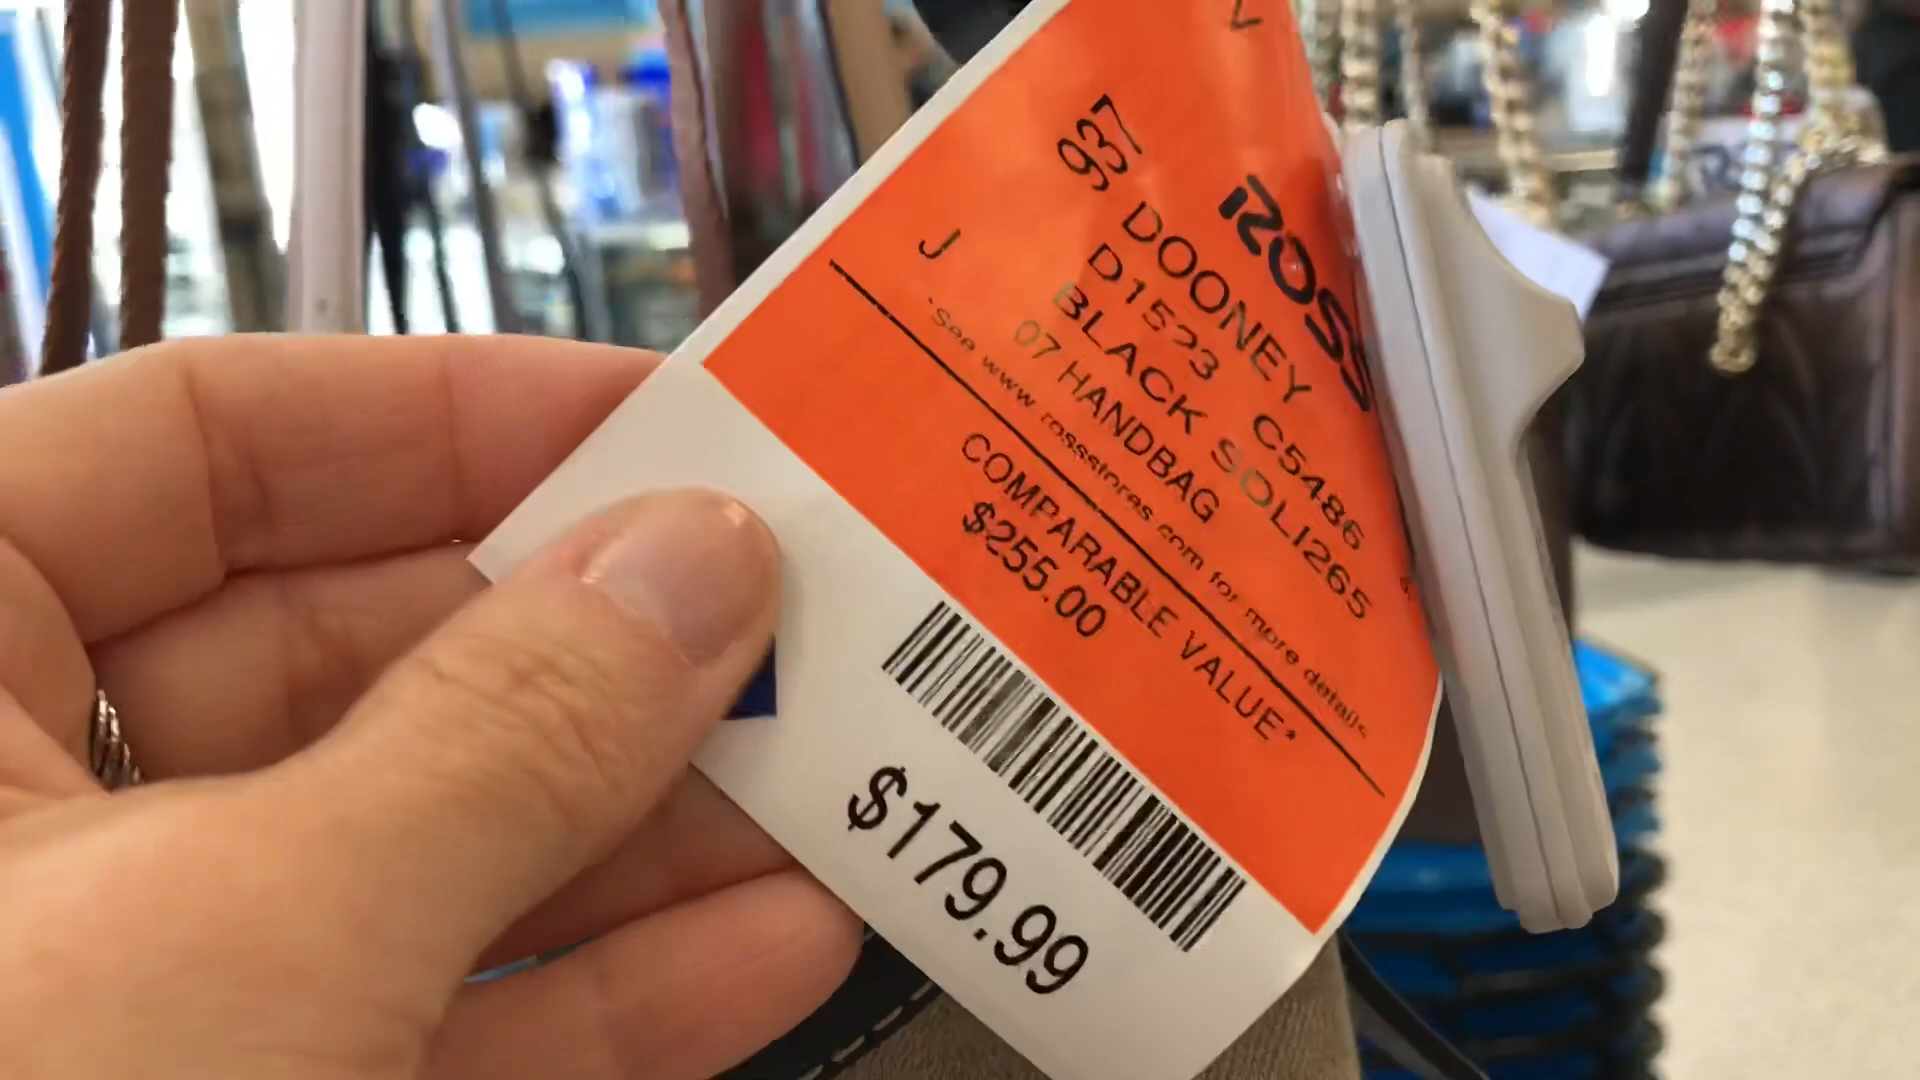 ROSS
937 DOONEY
D1523 C5486
BLACK SOLI265
07 HANDBAG
J
*See www.rossstores.com for more details
COMPARABLE VALUE*
$255.00
$179.99